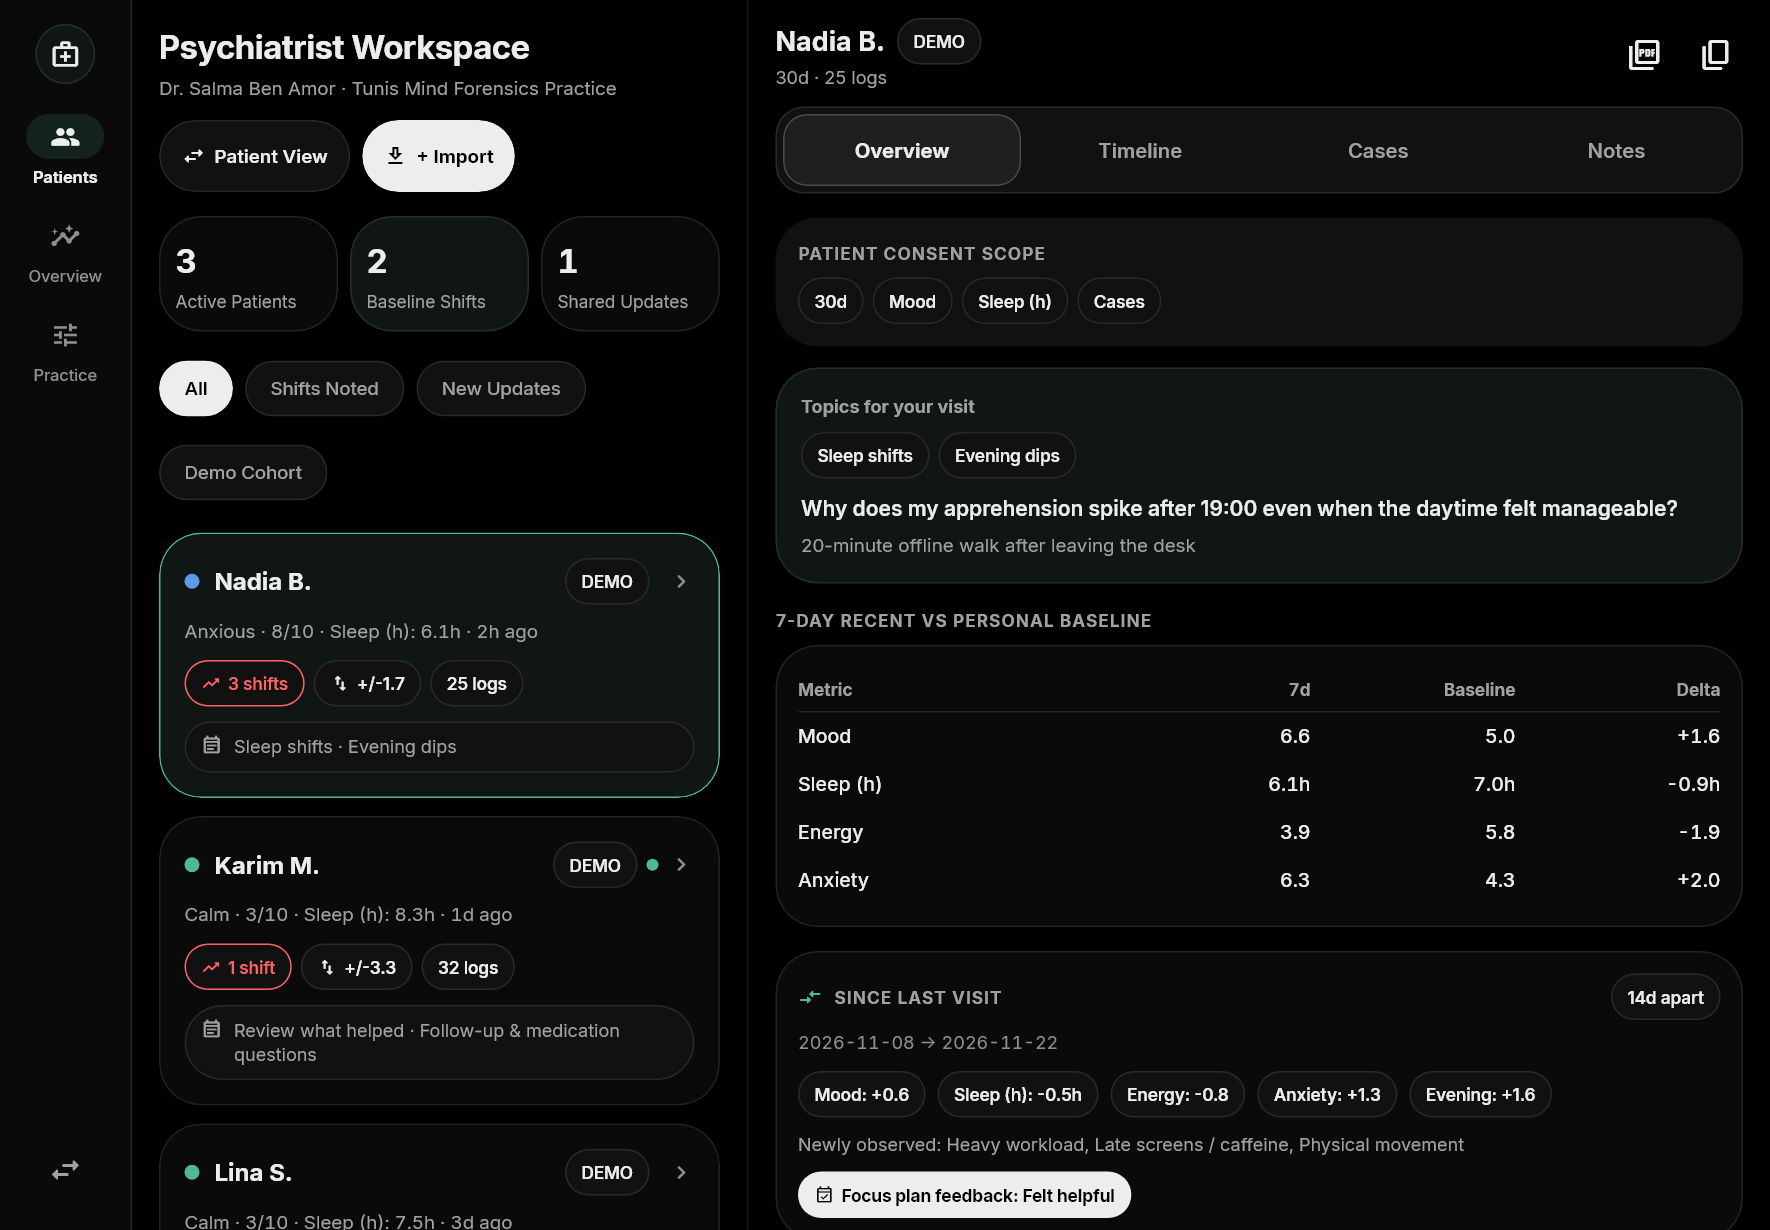 Patients
Overview
Practice
Psychiatrist Workspace
Dr. Salma Ben Amor · Tunis Mind Forensics Practice
Patient View
+ Import
3
Active Patients
2
Baseline Shifts
1
Shared Updates
All
Shifts Noted
New Updates
Demo Cohort
Nadia B.
DEMO
Anxious · 8/10 · Sleep (h): 6.1h · 2h ago
3 shifts
+/-1.7
25 logs
Sleep shifts · Evening dips
Karim M.
DEMO
Calm · 3/10 · Sleep (h): 8.3h · 1d ago
1 shift
+/-3.3
32 logs
Review what helped · Follow-up & medication
questions
Lina S.
DEMO
Calm · 3/10 · Sleep (h): 7.5h · 3d ago
Nadia B.
DEMO
30d · 25 logs
PDF
Overview
Timeline
Cases
Notes
PATIENT CONSENT SCOPE
30d
Mood
Sleep (h)
Cases
Topics for your visit
Sleep shifts
Evening dips
Why does my apprehension spike after 19:00 even when the daytime felt manageable?
20-minute offline walk after leaving the desk
7-DAY RECENT VS PERSONAL BASELINE
Metric 7d Baseline Delta
Mood 6.6 5.0 +1.6
Sleep (h) 6.1h 7.0h -0.9h
Energy 3.9 5.8 -1.9
Anxiety 6.3 4.3 +2.0
SINCE LAST VISIT
14d apart
2026-11-08 → 2026-11-22
Mood: +0.6
Sleep (h): -0.5h
Energy: -0.8
Anxiety: +1.3
Evening: +1.6
Newly observed: Heavy workload, Late screens / caffeine, Physical movement
Focus plan feedback: Felt helpful